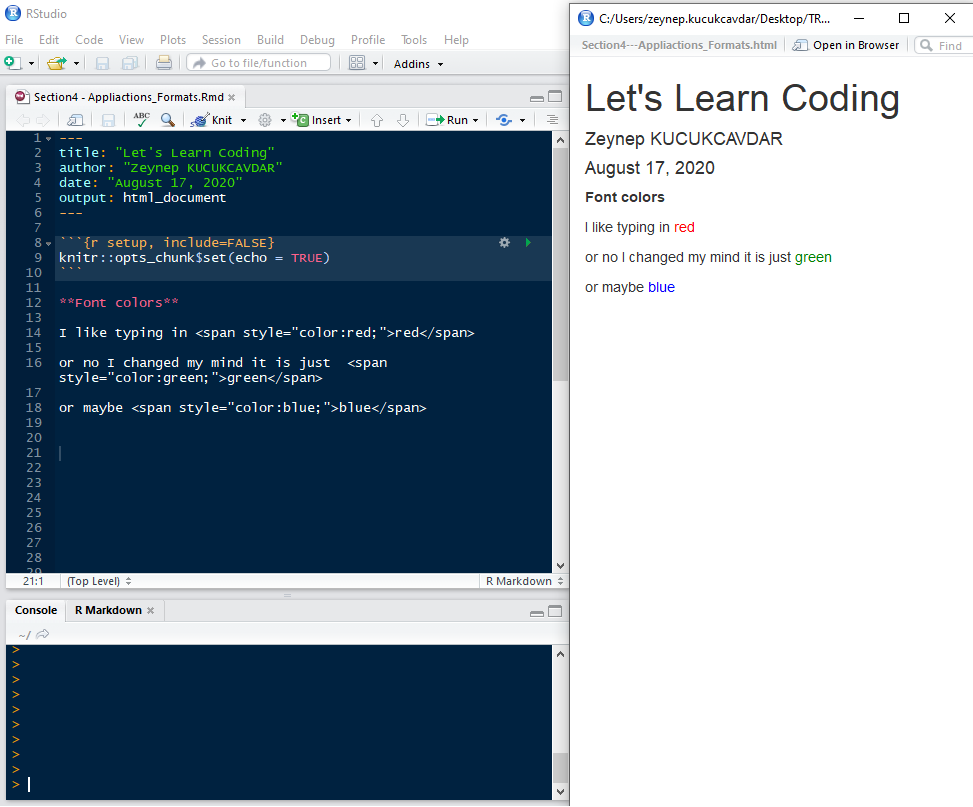 RStudio
File Edit Code View Plots Session Build Debug Profile Tools Help
Go to file/function Addins
Section4 - Appliactions_Formats.Rmd
ABC Knit Insert Run
1 ---
2 title: "Let's Learn Coding"
3 author: "Zeynep KUCUKCAVDAR"
4 date: "August 17, 2020"
5 output: html_document
6 ---
7
8 ```{r setup, include=FALSE}
9 knitr::opts_chunk$set(echo = TRUE)
10 ```
11
12 **Font colors**
13
14 I like typing in <span style="color:red;">red</span>
15
16 or no I changed my mind it is just  <span
style="color:green;">green</span>
17
18 or maybe <span style="color:blue;">blue</span>
19
20
21
22
23
24
25
26
27
28
29
21:1 (Top Level) R Markdown
Console R Markdown
~/
>
>
>
>
>
>
>
>
>
>
C:/Users/zeynep.kucukcavdar/Desktop/TR...
Section4---Appliactions_Formats.html Open in Browser Find
Let's Learn Coding
Zeynep KUCUKCAVDAR
August 17, 2020
Font colors
I like typing in red
or no I changed my mind it is just green
or maybe blue